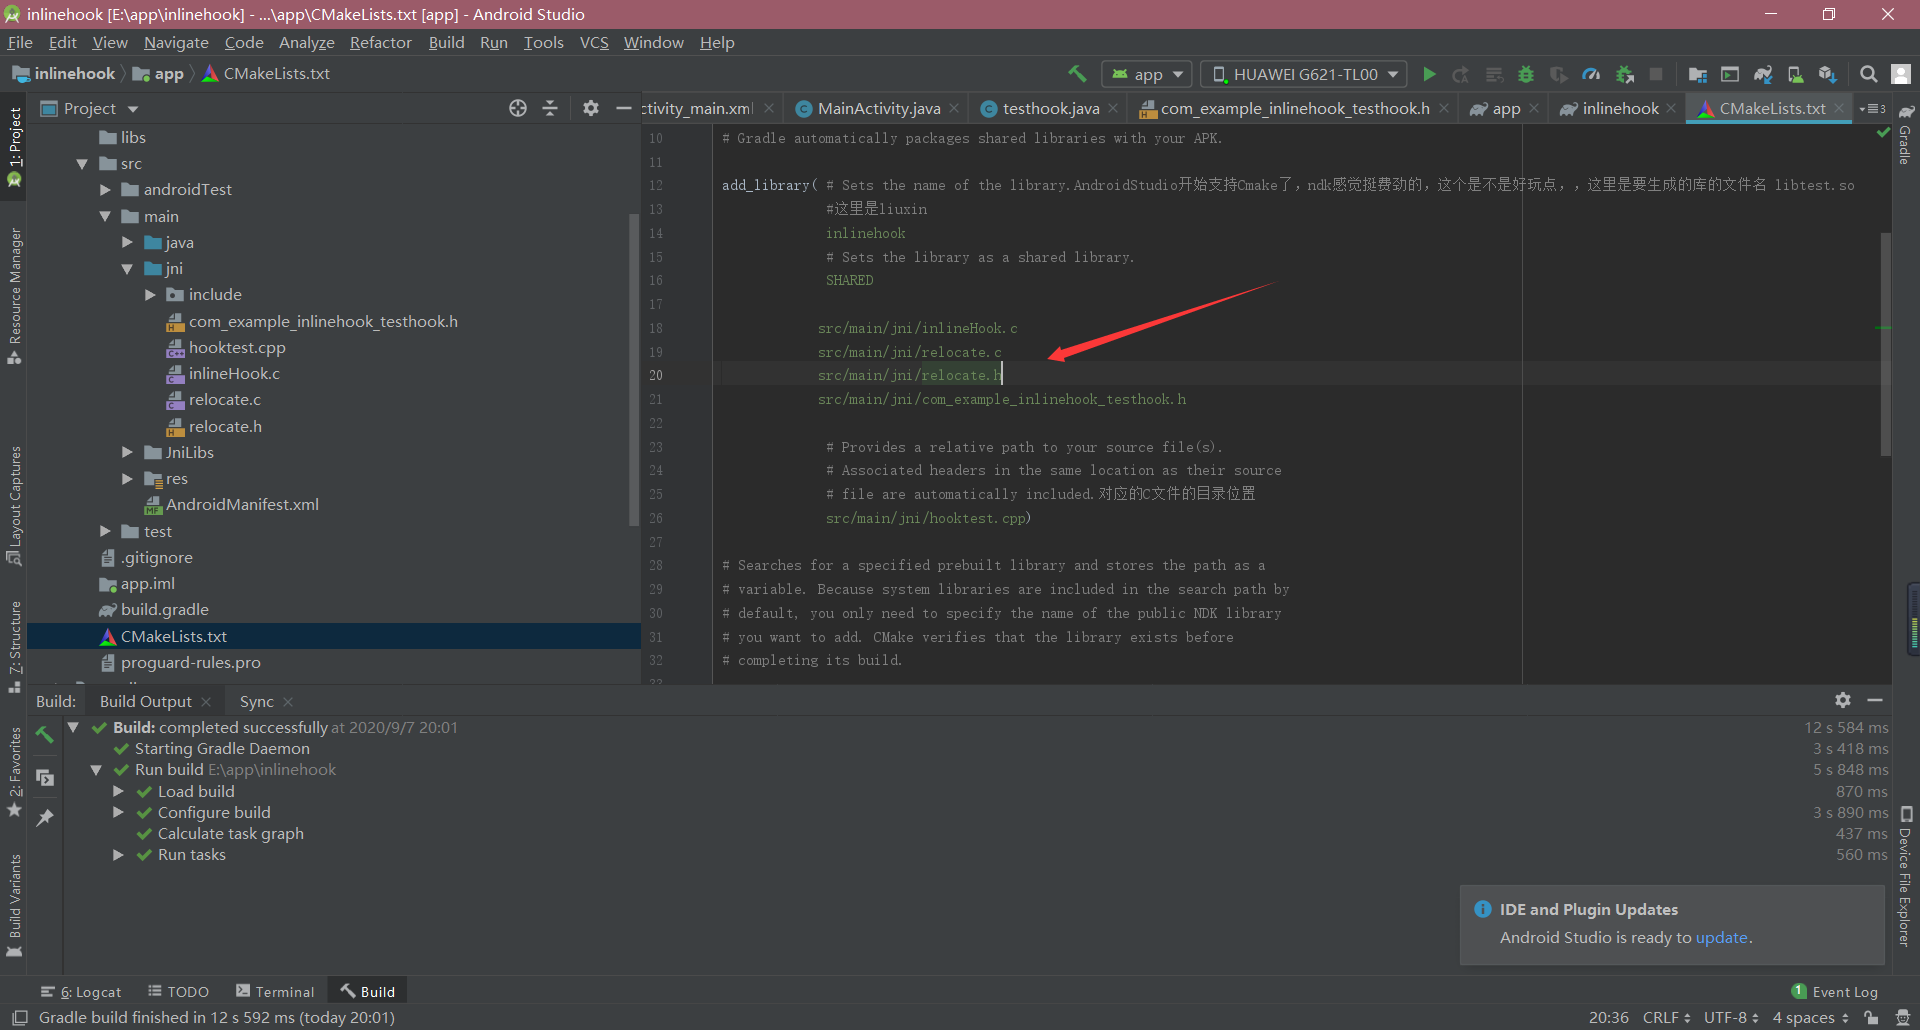 inlinehook [E:\app\inlinehook] - ...\app\CMakeLists.txt [app] - Android Studio
File Edit View Navigate Code Analyze Refactor Build Run Tools VCS Window Help
inlinehook app CMakeLists.txt
app HUAWEI G621-TL00
Project
ctivity_main.xml MainActivity.java testhook.java com_example_inlinehook_testhook.h app inlinehook CMakeLists.txt 3
1: Project
Resource Manager
Layout Captures
7: Structure
2: Favorites
Build Variants
libs
src
androidTest
main
java
jni
include
com_example_inlinehook_testhook.h
hooktest.cpp
inlineHook.c
relocate.c
relocate.h
JniLibs
res
AndroidManifest.xml
test
.gitignore
app.iml
build.gradle
CMakeLists.txt
proguard-rules.pro
10 # Gradle automatically packages shared libraries with your APK.
11
12 add_library( # Sets the name of the library.AndroidStudio开始支持Cmake了，ndk感觉挺费劲的，这个是不是好玩点，，这里是要生成的库的文件名 libtest.so
13 #这里是liuxin
14 inlinehook
15 # Sets the library as a shared library.
16 SHARED
17
18 src/main/jni/inlineHook.c
19 src/main/jni/relocate.c
20 src/main/jni/relocate.h
21 src/main/jni/com_example_inlinehook_testhook.h
22
23 # Provides a relative path to your source file(s).
24 # Associated headers in the same location as their source
25 # file are automatically included.对应的C文件的目录位置
26 src/main/jni/hooktest.cpp)
27
28 # Searches for a specified prebuilt library and stores the path as a
29 # variable. Because system libraries are included in the search path by
30 # default, you only need to specify the name of the public NDK library
31 # you want to add. CMake verifies that the library exists before
32 # completing its build.
33
Gradle
Device File Explorer
Build: Build Output Sync
Build: completed successfully at 2020/9/7 20:01 12 s 584 ms
Starting Gradle Daemon 3 s 418 ms
Run build E:\app\inlinehook 5 s 848 ms
Load build 870 ms
Configure build 3 s 890 ms
Calculate task graph 437 ms
Run tasks 560 ms
IDE and Plugin Updates
Android Studio is ready to update.
6: Logcat TODO Terminal Build 1 Event Log
Gradle build finished in 12 s 592 ms (today 20:01) 20:36 CRLF UTF-8 4 spaces